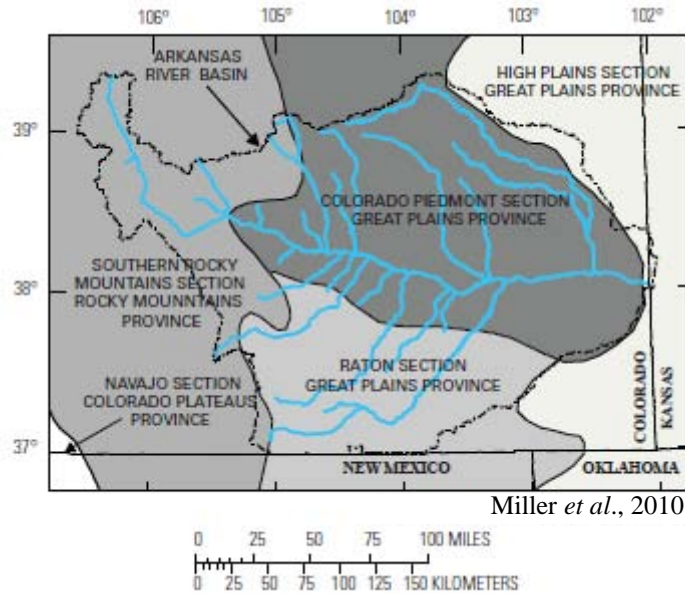 106° 105° 104° 103° 102°
ARKANSAS
RIVER BASIN
HIGH PLAINS SECTION
GREAT PLAINS PROVINCE
39°
COLORADO PIEDMONT SECTION
GREAT PLAINS PROVINCE
38°
SOUTHERN ROCKY
MOUNTAINS SECTION
ROCKY MOUNNTAINS
PROVINCE
RATON SECTION
GREAT PLAINS PROVINCE
NAVAJO SECTION
COLORADO PLATEAUS
PROVINCE
COLORADO
KANSAS
37°
NEW MEXICO
OKLAHOMA
Miller et al., 2010
0 25 50 75 100 MILES
0 25 50 75 100 125 150 KILOMETERS